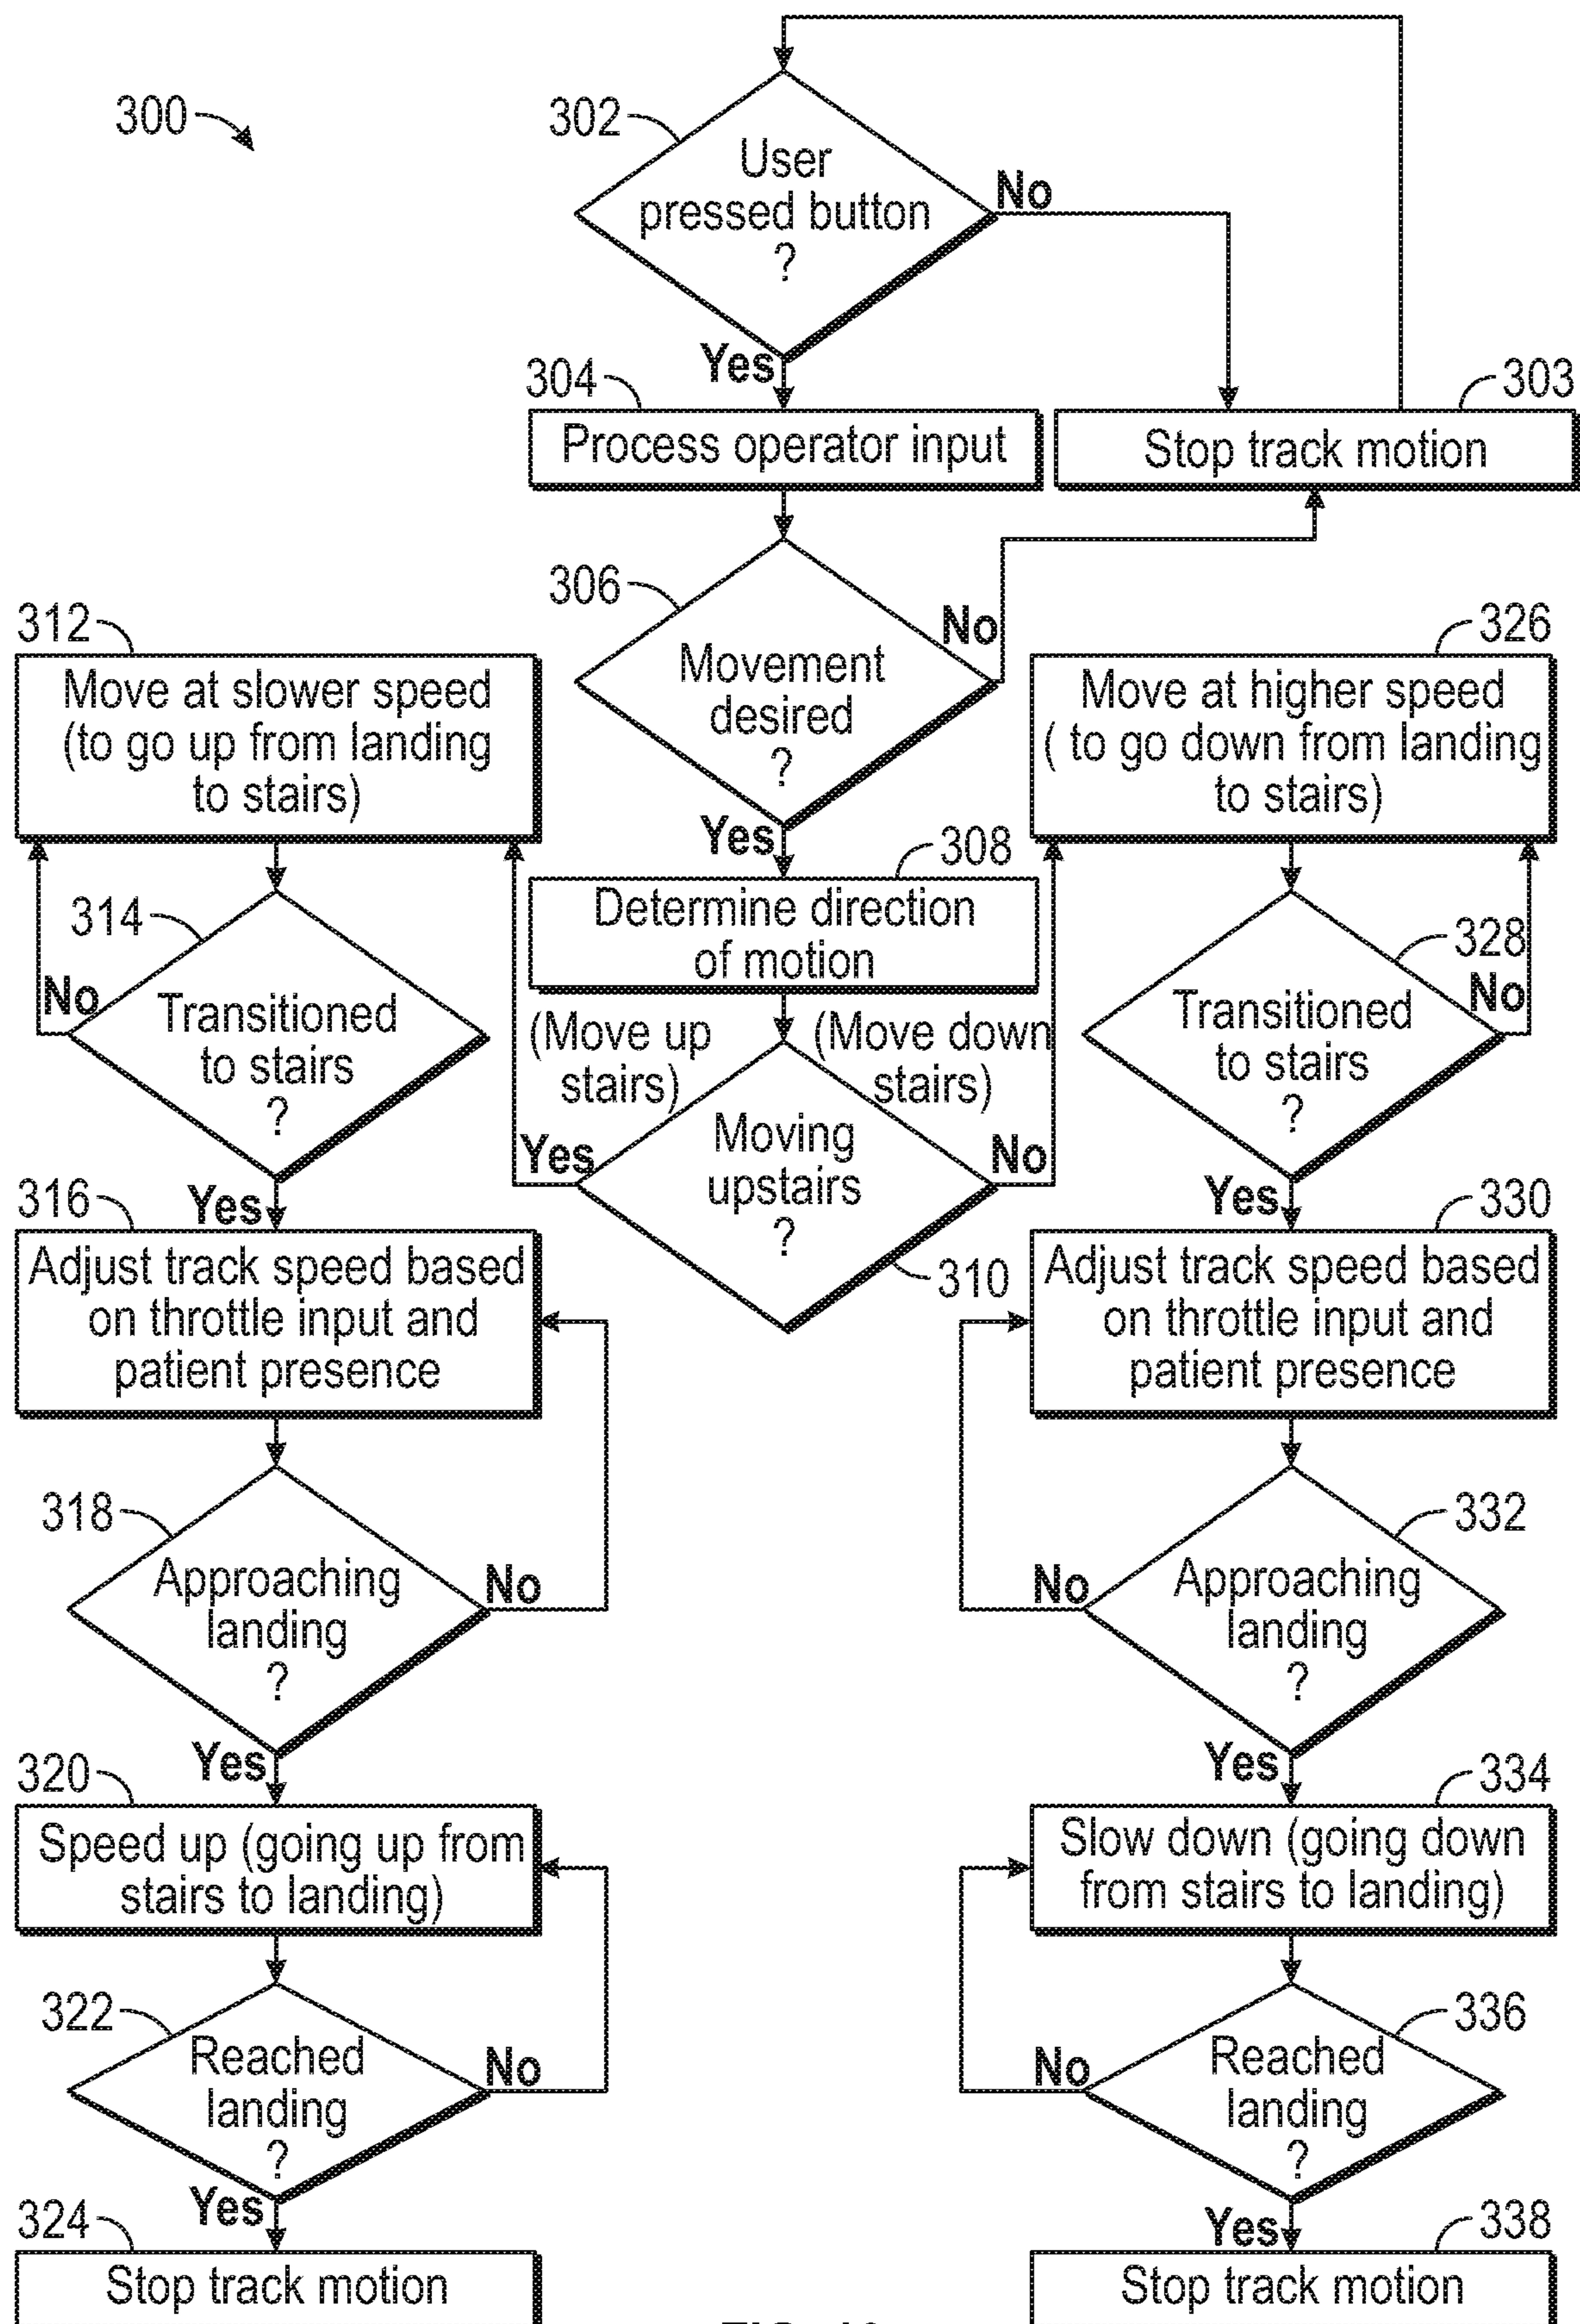 300
302
User
pressed button
?
No
Yes
304
Process operator input
303
Stop track motion
306
Movement
desired
?
No
Yes
308
Determine direction
of motion
(Move up
stairs)
(Move down
stairs)
Moving
upstairs
?
Yes
No
310
312
Move at slower speed
(to go up from landing
to stairs)
314
Transitioned
to stairs
?
No
Yes
316
Adjust track speed based
on throttle input and
patient presence
318
Approaching
landing
?
No
Yes
320
Speed up (going up from
stairs to landing)
322
Reached
landing
?
No
Yes
324
Stop track motion
326
Move at higher speed
( to go down from landing
to stairs)
328
Transitioned
to stairs
?
No
Yes
330
Adjust track speed based
on throttle input and
patient presence
332
Approaching
landing
?
No
Yes
334
Slow down (going down
from stairs to landing)
336
Reached
landing
?
No
Yes
338
Stop track motion